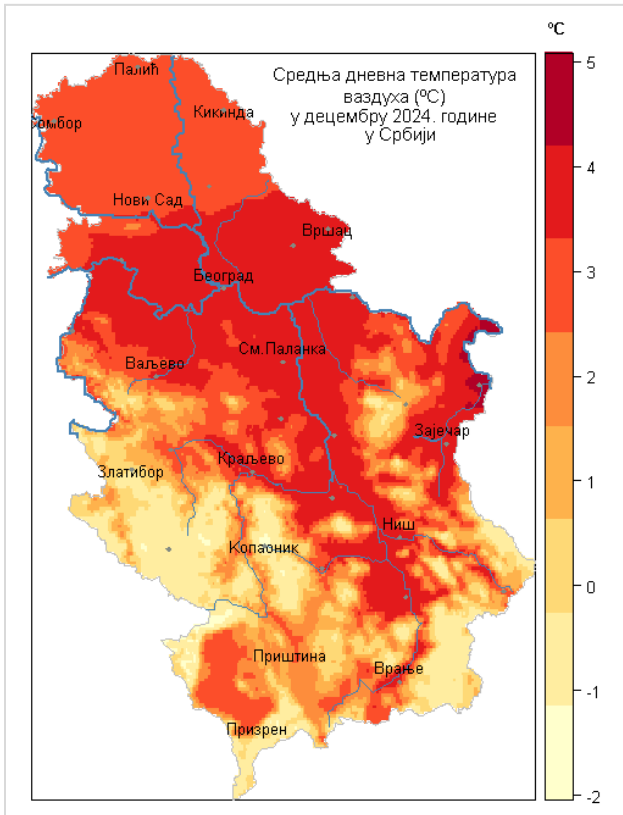 ºC
Средња дневна температура
ваздуха (ºC)
у децембру 2024. године
у Србији
Палић
Кикинда
Нови Сад
Вршац
Београд
См.Паланка
Ваљево
Зајечар
Краљево
Златибор
Ниш
Копаоник
Приштина
Врање
Призрен
5
4
3
2
1
0
-1
-2